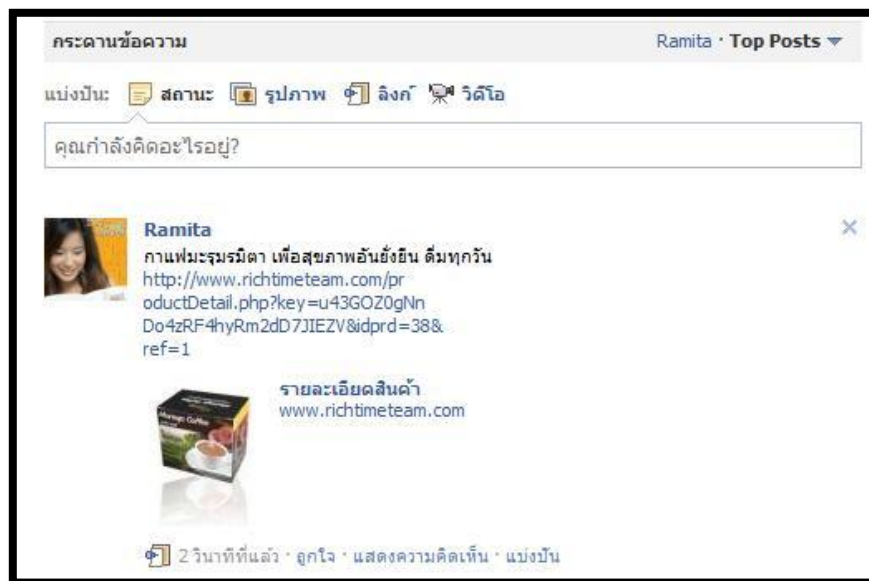 กระดานข้อความ Ramita · Top Posts
แบ่งปัน: สถานะ รูปภาพ ลิงก์ วิดีโอ
คุณกำลังคิดอะไรอยู่?
Ramita
กาแฟมะรุมรมิตา เพื่อสุขภาพอันยั่งยืน ดื่มทุกวัน
http://www.richtimeteam.com/pr
oductDetail.php?key=u43GOZ0gNn
Do4zRF4hyRm2dD7JIEZV&idprd=38&
ref=1
รายละเอียดสินค้า
www.richtimeteam.com
Coffee
2 วินาทีที่แล้ว · ถูกใจ · แสดงความคิดเห็น · แบ่งปัน